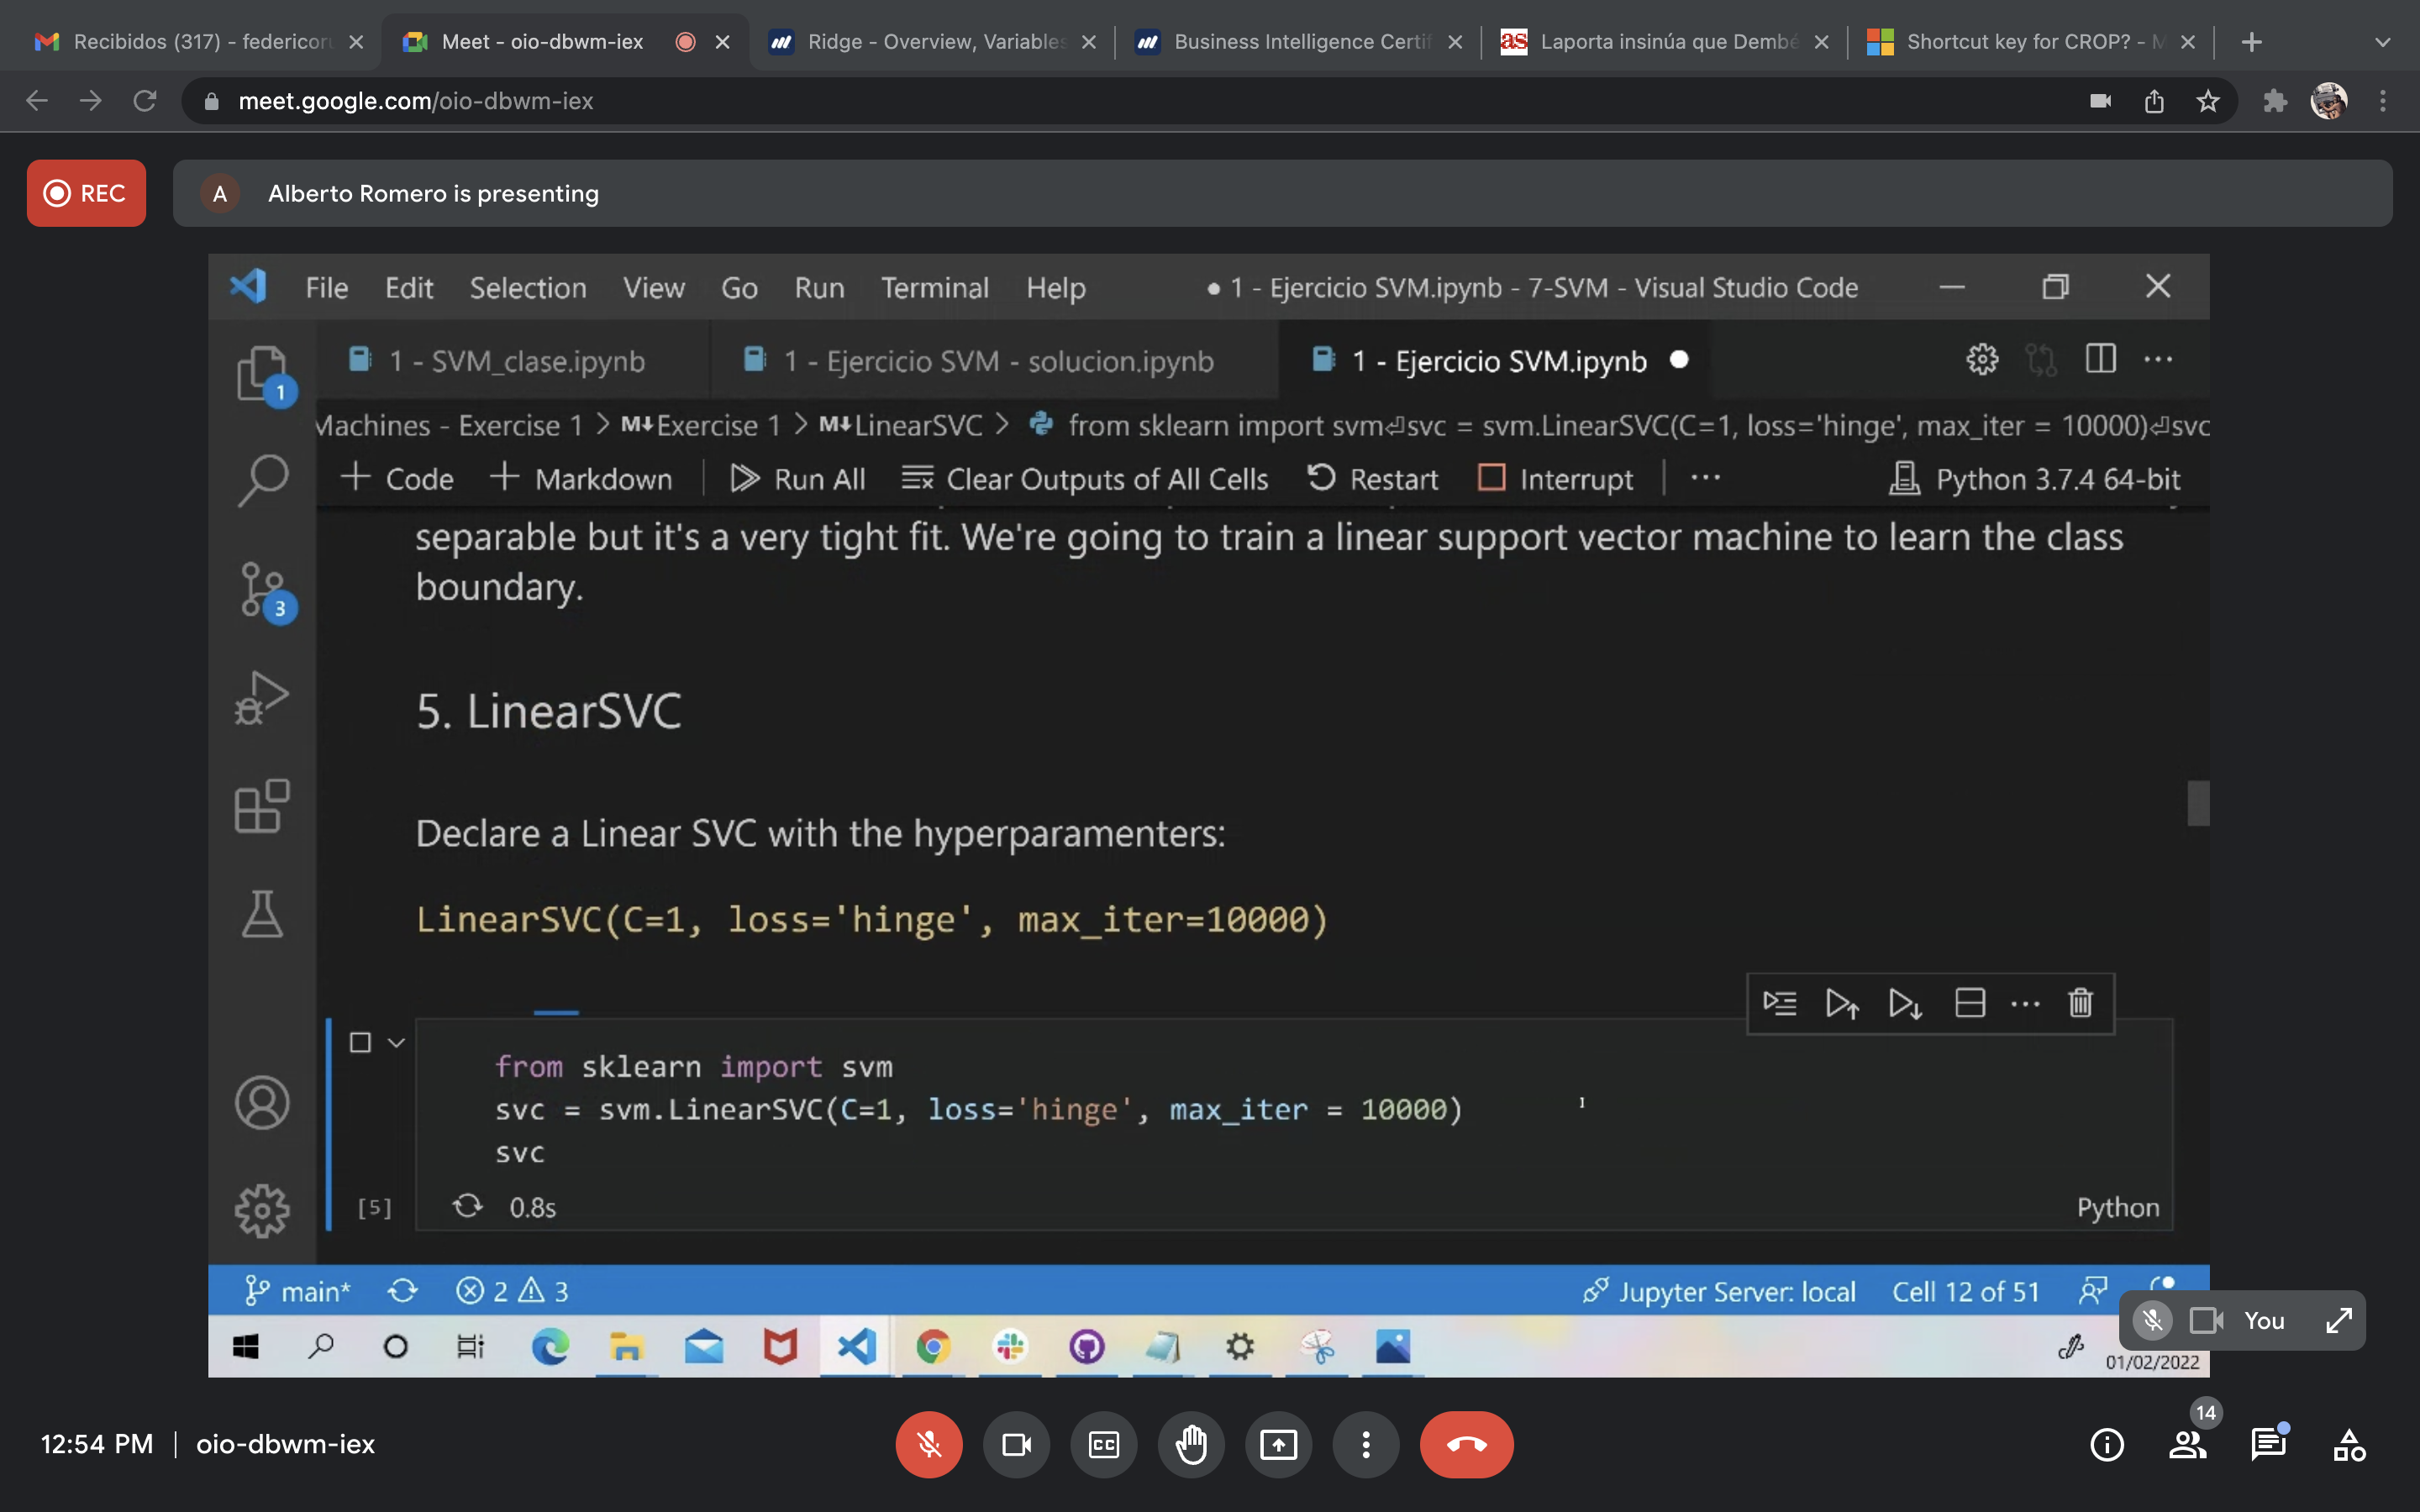 Recibidos (317) - federicoru
Meet - oio-dbwm-iex
Ridge - Overview, Variables
Business Intelligence Certif
as
Laporta insinúa que Dembé
Shortcut key for CROP? - M
meet.google.com/oio-dbwm-iex
REC
A
Alberto Romero is presenting
File Edit Selection View Go Run Terminal Help
● 1 - Ejercicio SVM.ipynb - 7-SVM - Visual Studio Code
1 - SVM_clase.ipynb
1 - Ejercicio SVM - solucion.ipynb
1 - Ejercicio SVM.ipynb
1
Machines - Exercise 1 > M↓Exercise 1 > M↓LinearSVC > from sklearn import svm⏎svc = svm.LinearSVC(C=1, loss='hinge', max_iter = 10000)⏎svc
+ Code + Markdown Run All Clear Outputs of All Cells Restart Interrupt ··· Python 3.7.4 64-bit
separable but it's a very tight fit. We're going to train a linear support vector machine to learn the class
boundary.
3
5. LinearSVC
Declare a Linear SVC with the hyperparamenters:
LinearSVC(C=1, loss='hinge', max_iter=10000)
from sklearn import svm
svc = svm.LinearSVC(C=1, loss='hinge', max_iter = 10000)
svc
[5]
0.8s
Python
main*
2
3
Jupyter Server: local
Cell 12 of 51
You
01/02/2022
12:54 PM | oio-dbwm-iex
CC
14